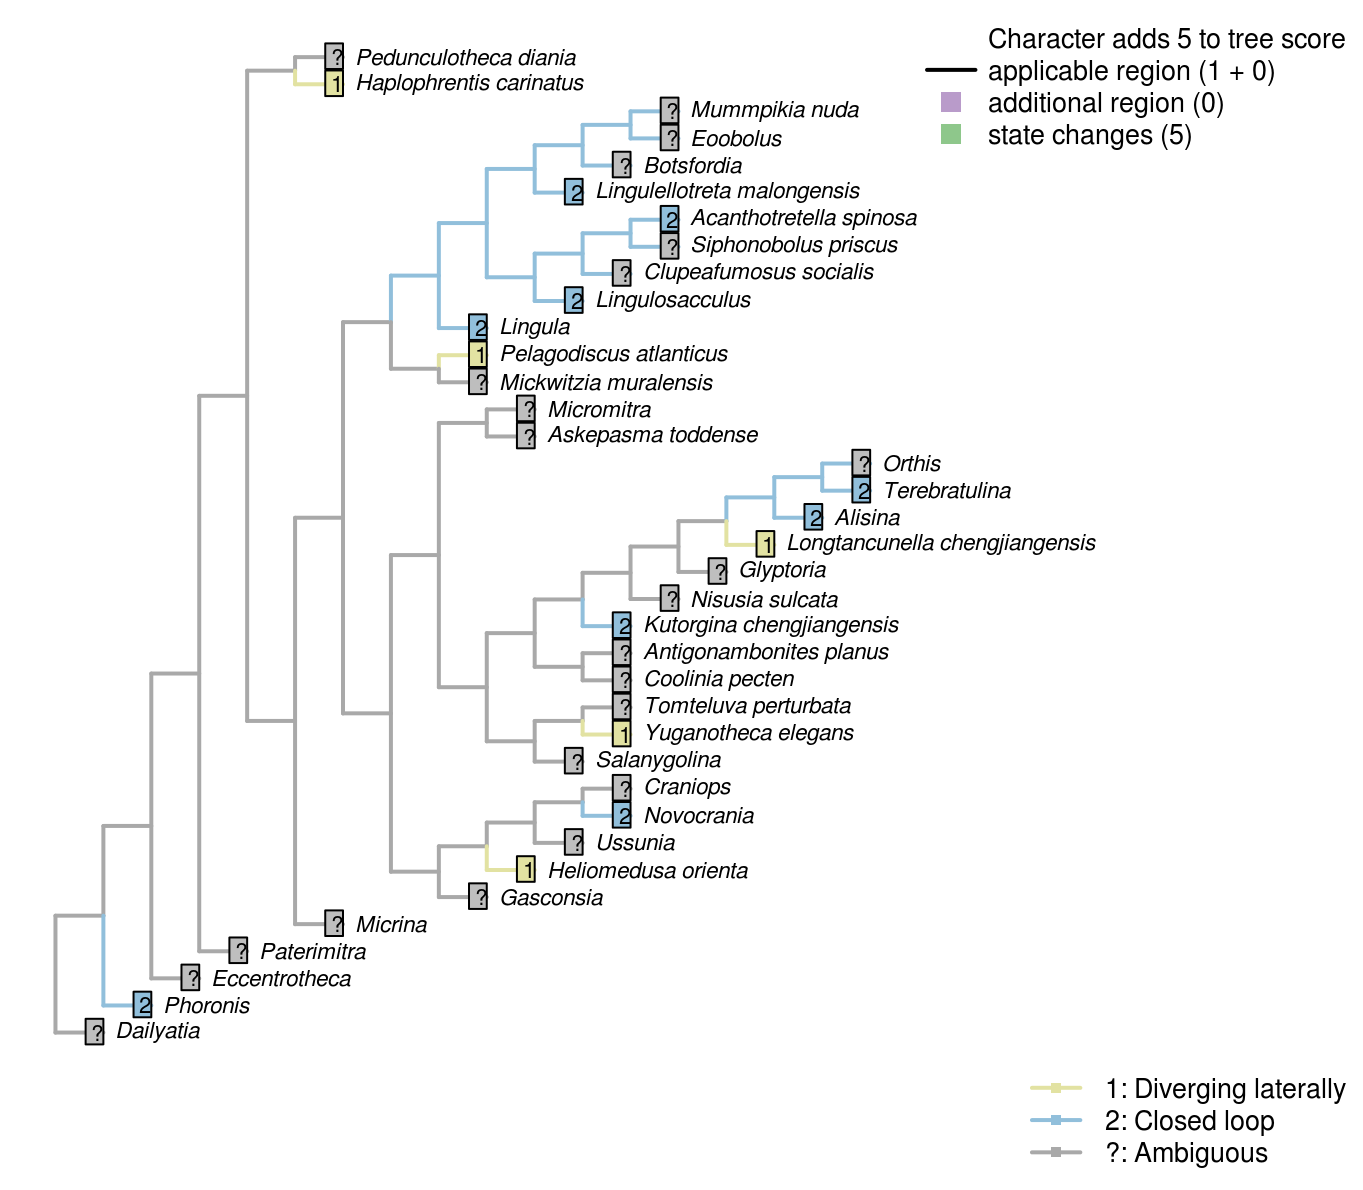 Character adds 5 to tree score
applicable region (1 + 0)
additional region (0)
state changes (5)
? Pedunculotheca diania
1 Haplophrentis carinatus
? Mummpikia nuda
? Eoobolus
? Botsfordia
2 Lingulellotreta malongensis
2 Acanthotretella spinosa
? Siphonobolus priscus
? Clupeafumosus socialis
2 Lingulosacculus
2 Lingula
1 Pelagodiscus atlanticus
? Mickwitzia muralensis
? Micromitra
? Askepasma toddense
? Orthis
2 Terebratulina
2 Alisina
1 Longtancunella chengjiangensis
? Glyptoria
? Nisusia sulcata
2 Kutorgina chengjiangensis
? Antigonambonites planus
? Coolinia pecten
? Tomteluva perturbata
1 Yuganotheca elegans
? Salanygolina
? Craniops
2 Novocrania
? Ussunia
1 Heliomedusa orienta
? Gasconsia
? Micrina
? Paterimitra
? Eccentrotheca
2 Phoronis
? Dailyatia
1: Diverging laterally
2: Closed loop
?: Ambiguous